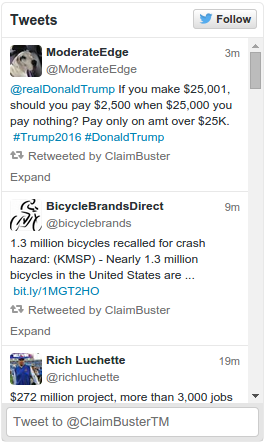 Tweets
Follow
ModerateEdge 3m
@ModerateEdge
@realDonaldTrump If you make $25,001,
should you pay $2,500 when $25,000 you
pay nothing? Pay only on amt over $25K.
#Trump2016 #DonaldTrump
Retweeted by ClaimBuster
Expand
BicycleBrandsDirect 9m
@bicyclebrands
1.3 million bicycles recalled for crash
hazard: (KMSP) - Nearly 1.3 million
bicycles in the United States are ...
bit.ly/1MGT2HO
Retweeted by ClaimBuster
Expand
Rich Luchette 19m
@richluchette
$272 million project, more than 3,000 jobs
Tweet to @ClaimBusterTM